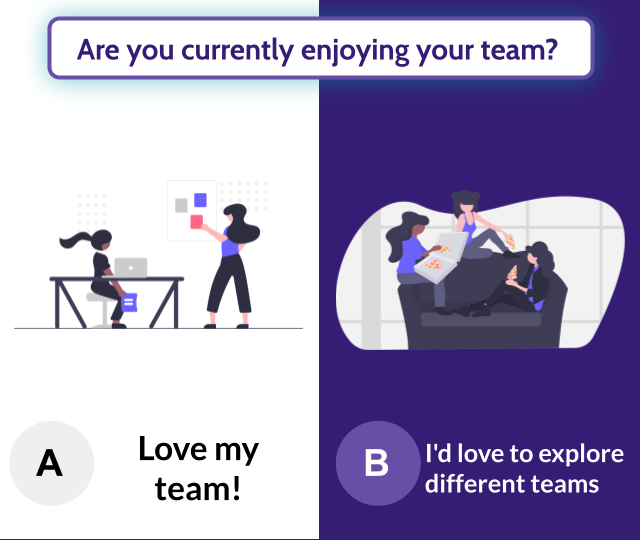 Are you currently enjoying your team?
A
Love my
team!
B
I'd love to explore
different teams